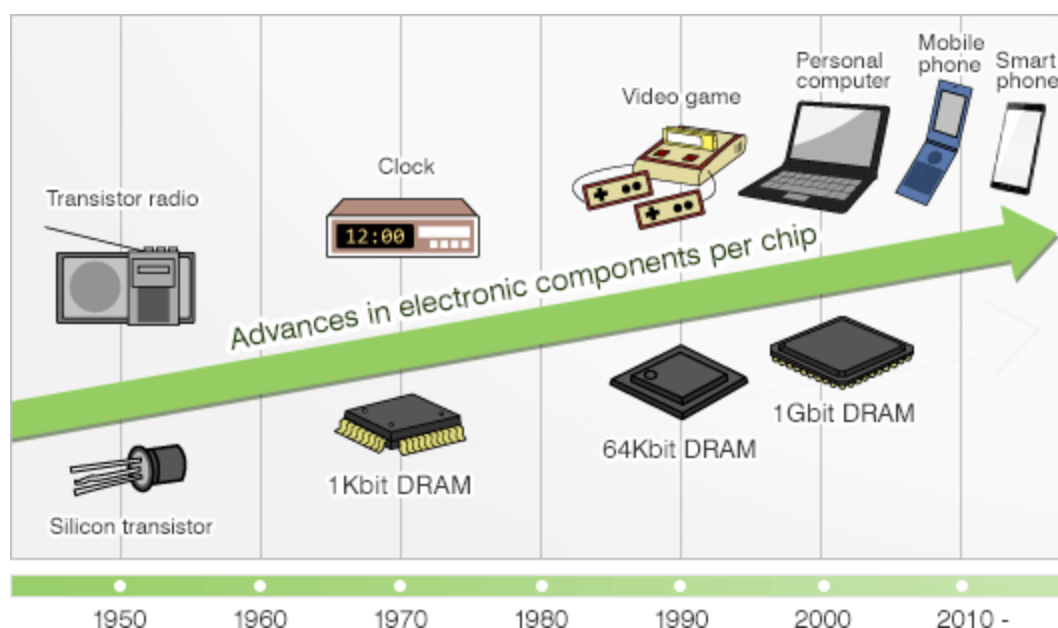 Mobile
phone
Smart
phone
Personal
computer
Video game
Clock
Transistor radio
12:00
Advances in electronic components per chip
1Gbit DRAM
64Kbit DRAM
1Kbit DRAM
Silicon transistor
1950 1960 1970 1980 1990 2000 2010 -